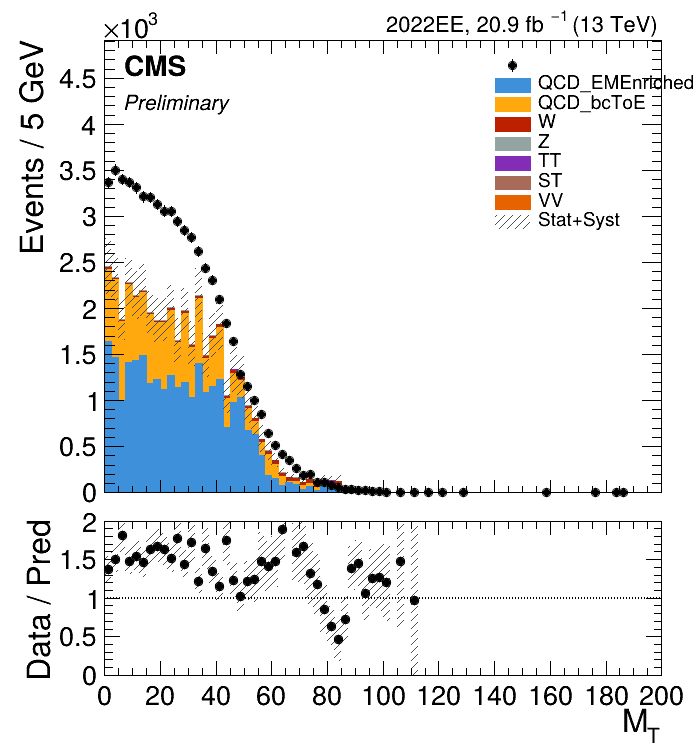 ×10³
2022EE, 20.9 fb⁻¹ (13 TeV)
CMS
Preliminary
Events / 5 GeV
4.5
4
3.5
3
2.5
2
1.5
1
0.5
0
QCD_EMEnriched
QCD_bcToE
W
Z
TT
ST
VV
Stat+Syst
Data / Pred
2
1.5
1
0.5
0
0 20 40 60 80 100 120 140 160 180 200
M_T